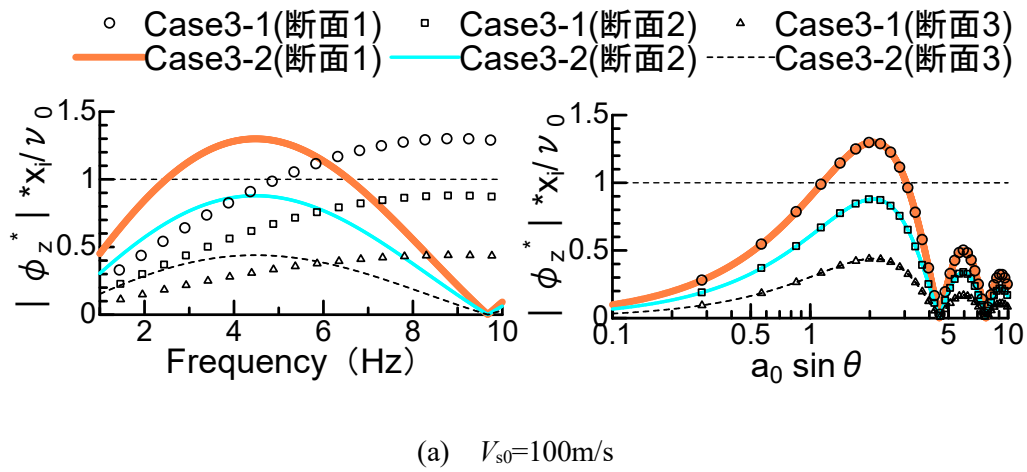 Case3-1(断面1) Case3-1(断面2) Case3-1(断面3)
Case3-2(断面1) Case3-2(断面2) Case3-2(断面3)
| ϕz* | *xi/ν0
1.5
1
0.5
0
2 4 6 8 10
Frequency (Hz)
| ϕz* | *xi/ν0
1.5
1
0.5
0
0.1 0.5 1 5 10
a0 sin θ
(a) Vs0=100m/s